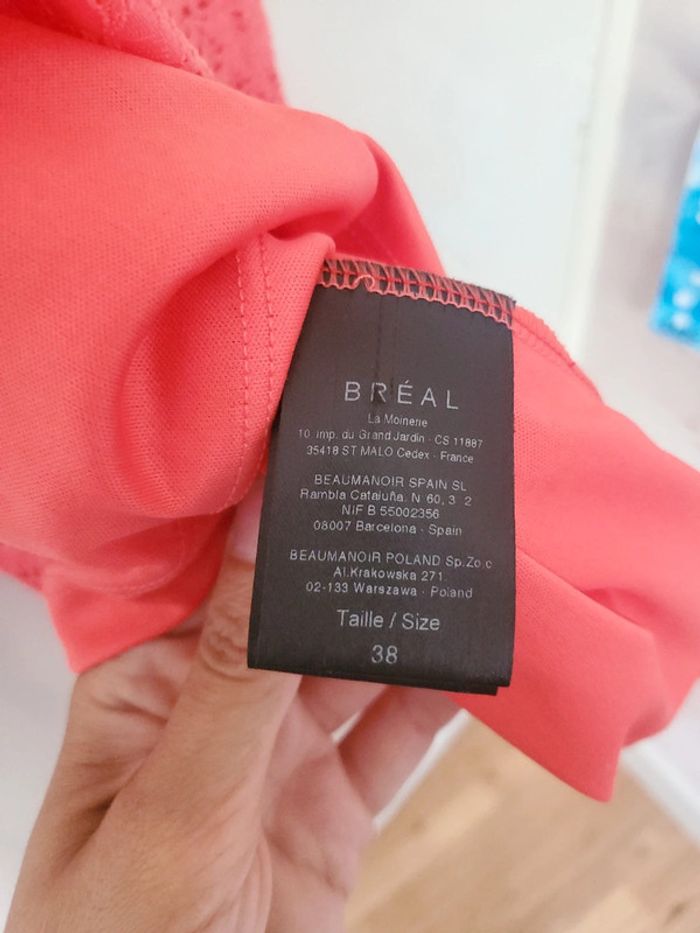 BRÉAL
La Moinerie
10 imp. du Grand Jardin - CS 11887
35418 ST MALO Cedex - France
BEAUMANOIR SPAIN SL
Rambla Cataluña. N 60, 3 2
NIF B 55002356
08007 Barcelona - Spain
BEAUMANOIR POLAND Sp.Zo.o
Al.Krakowska 271
02-133 Warszawa - Poland
Taille / Size
38